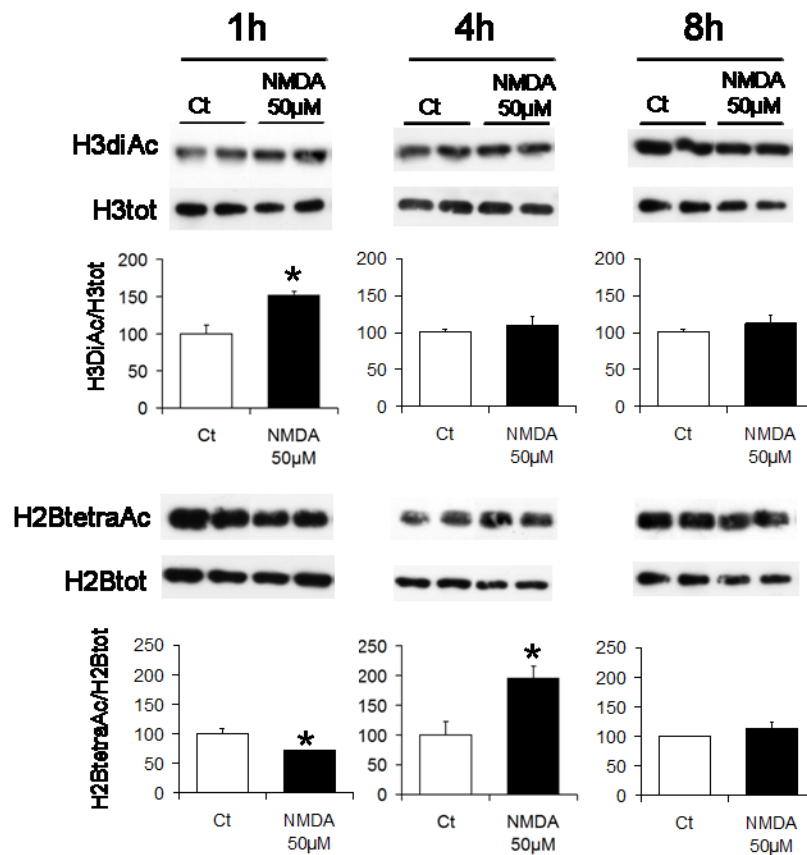 1h 4h 8h
NMDA NMDA NMDA
Ct 50µM Ct 50µM Ct 50µM
H3diAc
H3tot
H3DiAc/H3tot
200 200 200
150 * 150 150
100 100 100
50 50 50
0 0 0
Ct NMDA Ct NMDA Ct NMDA
50µM 50µM 50µM
H2BtetraAc
H2Btot
H2BtetraAc/H2Btot
250 250 250
200 200 * 200
150 150 150
100 100 100
50 * 50 50
0 0 0
Ct NMDA Ct NMDA Ct NMDA
50µM 50µM 50µM